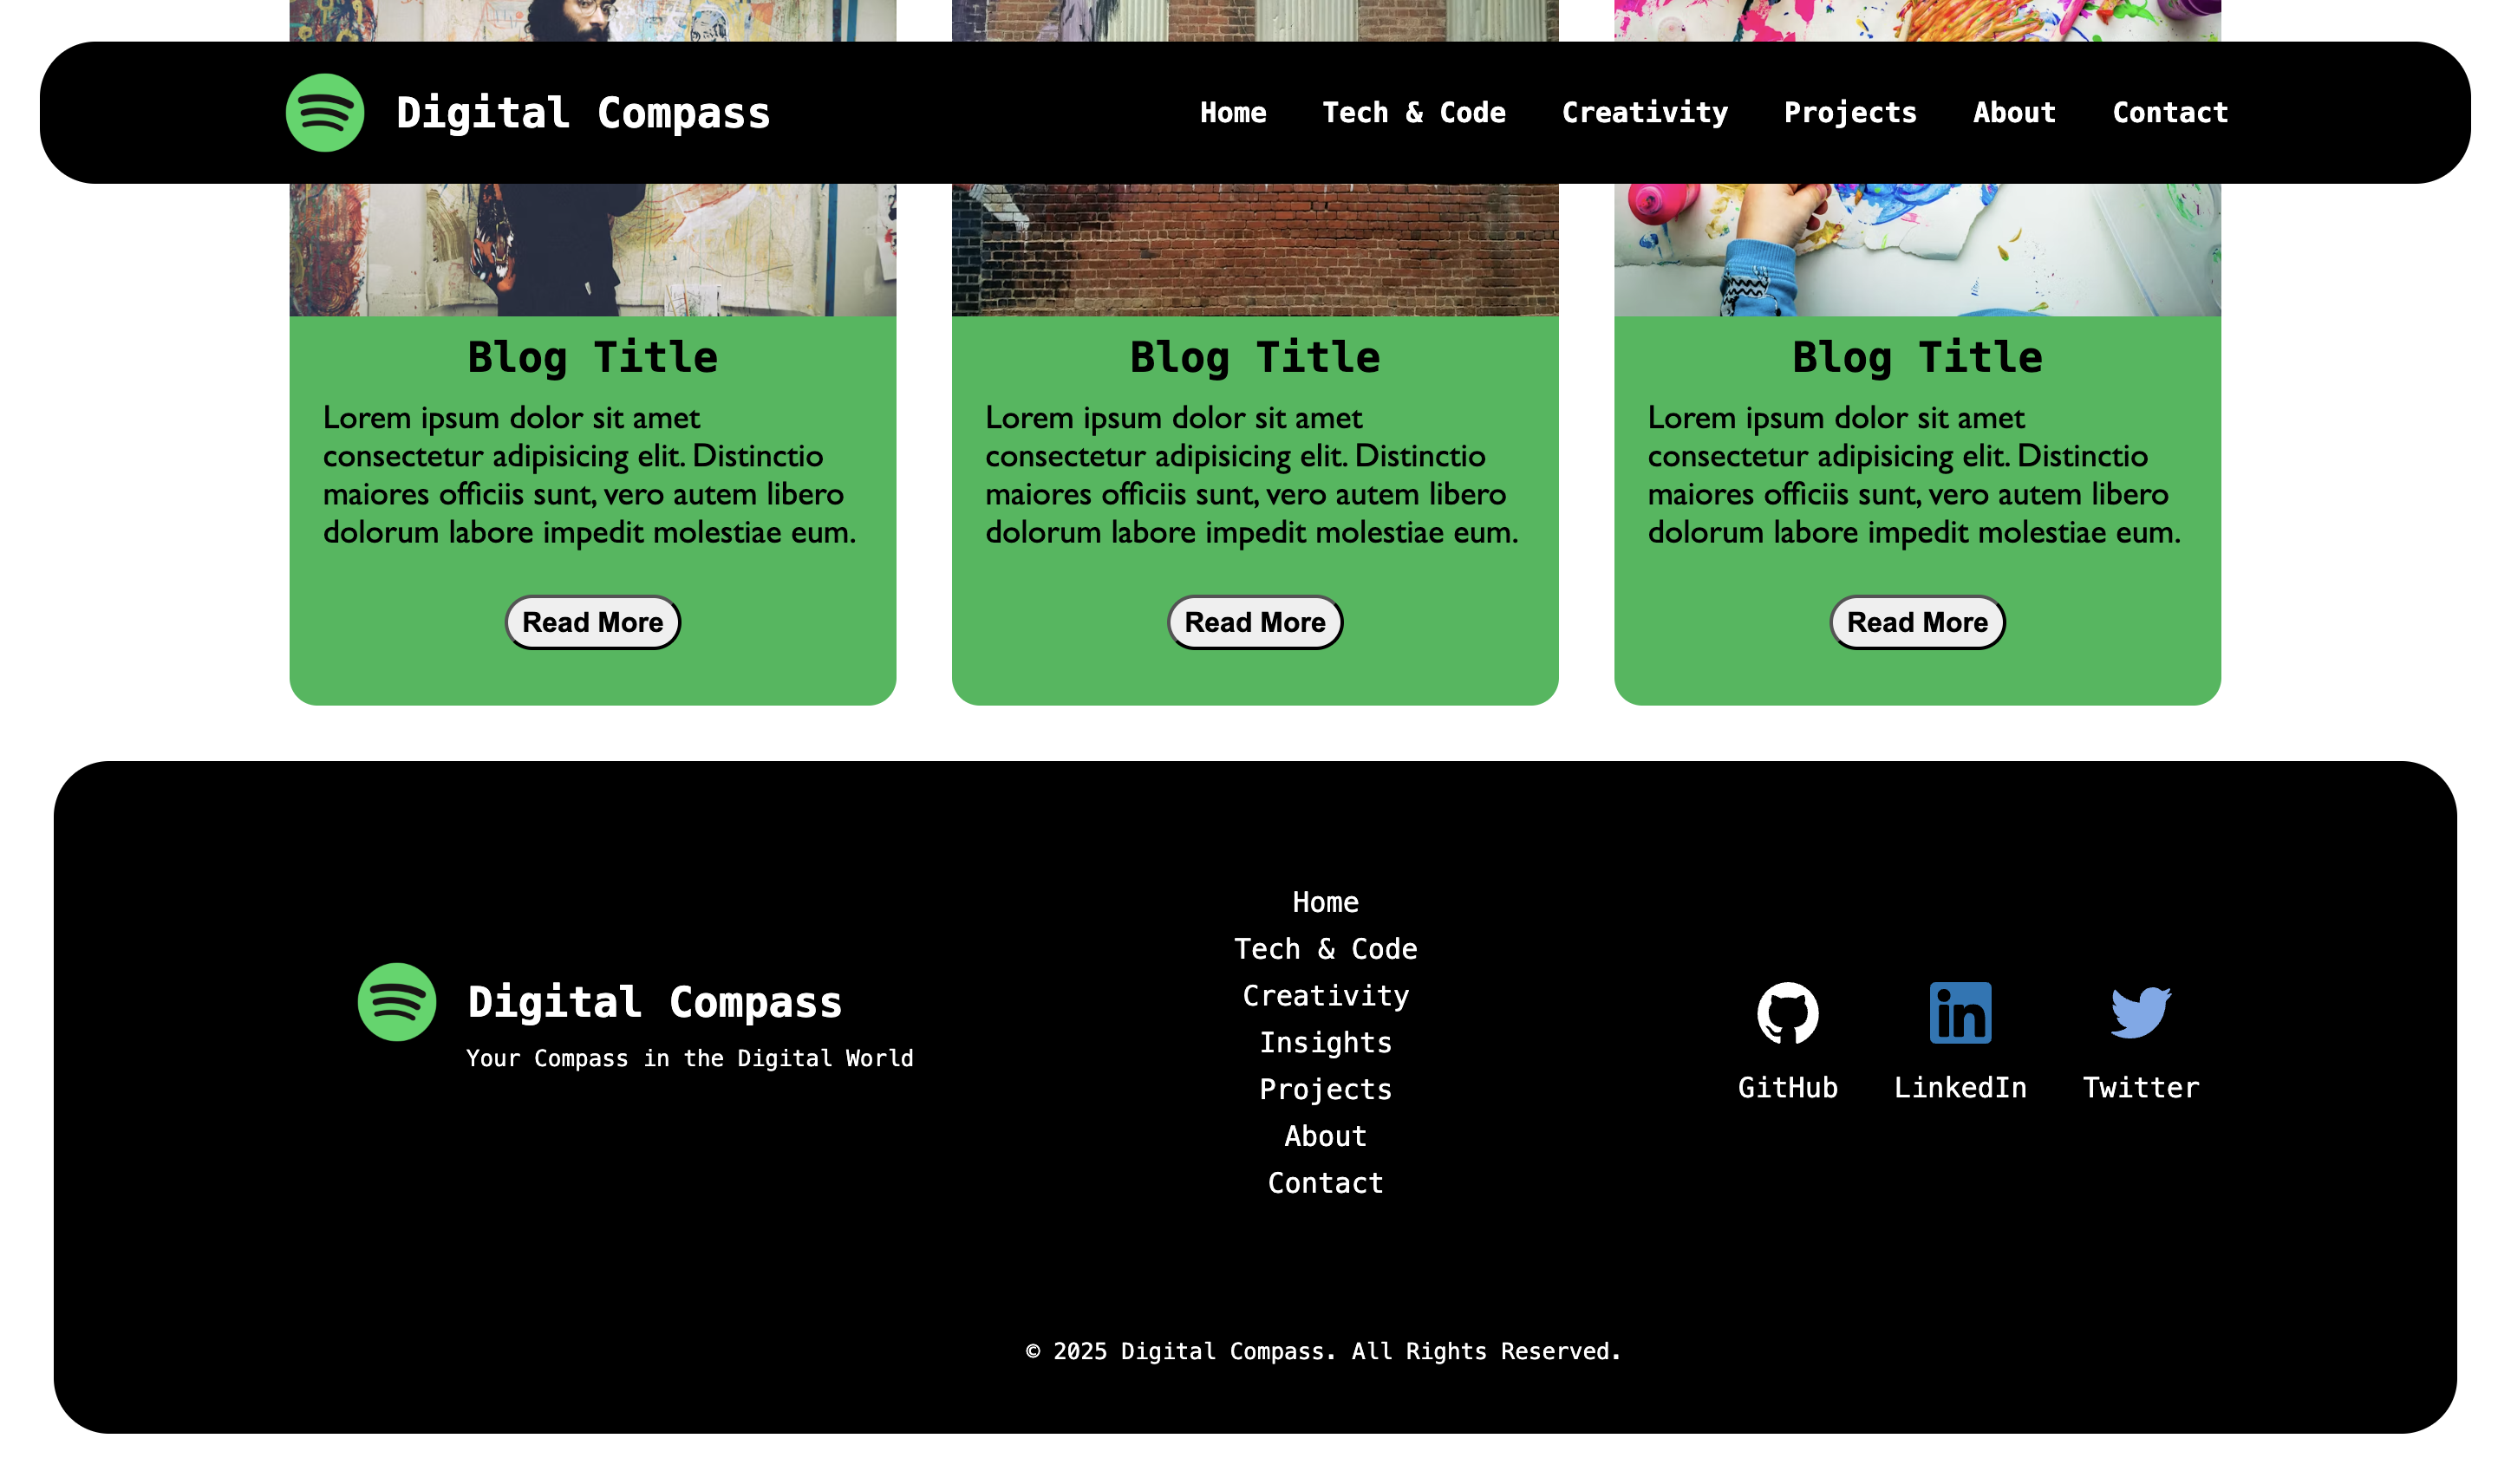 Digital Compass
Home Tech & Code Creativity Projects About Contact
Blog Title
Lorem ipsum dolor sit amet
consectetur adipisicing elit. Distinctio
maiores officiis sunt, vero autem libero
dolorum labore impedit molestiae eum.
Read More
Blog Title
Lorem ipsum dolor sit amet
consectetur adipisicing elit. Distinctio
maiores officiis sunt, vero autem libero
dolorum labore impedit molestiae eum.
Read More
Blog Title
Lorem ipsum dolor sit amet
consectetur adipisicing elit. Distinctio
maiores officiis sunt, vero autem libero
dolorum labore impedit molestiae eum.
Read More
Digital Compass
Your Compass in the Digital World
Home
Tech & Code
Creativity
Insights
Projects
About
Contact
GitHub
LinkedIn
Twitter
© 2025 Digital Compass. All Rights Reserved.